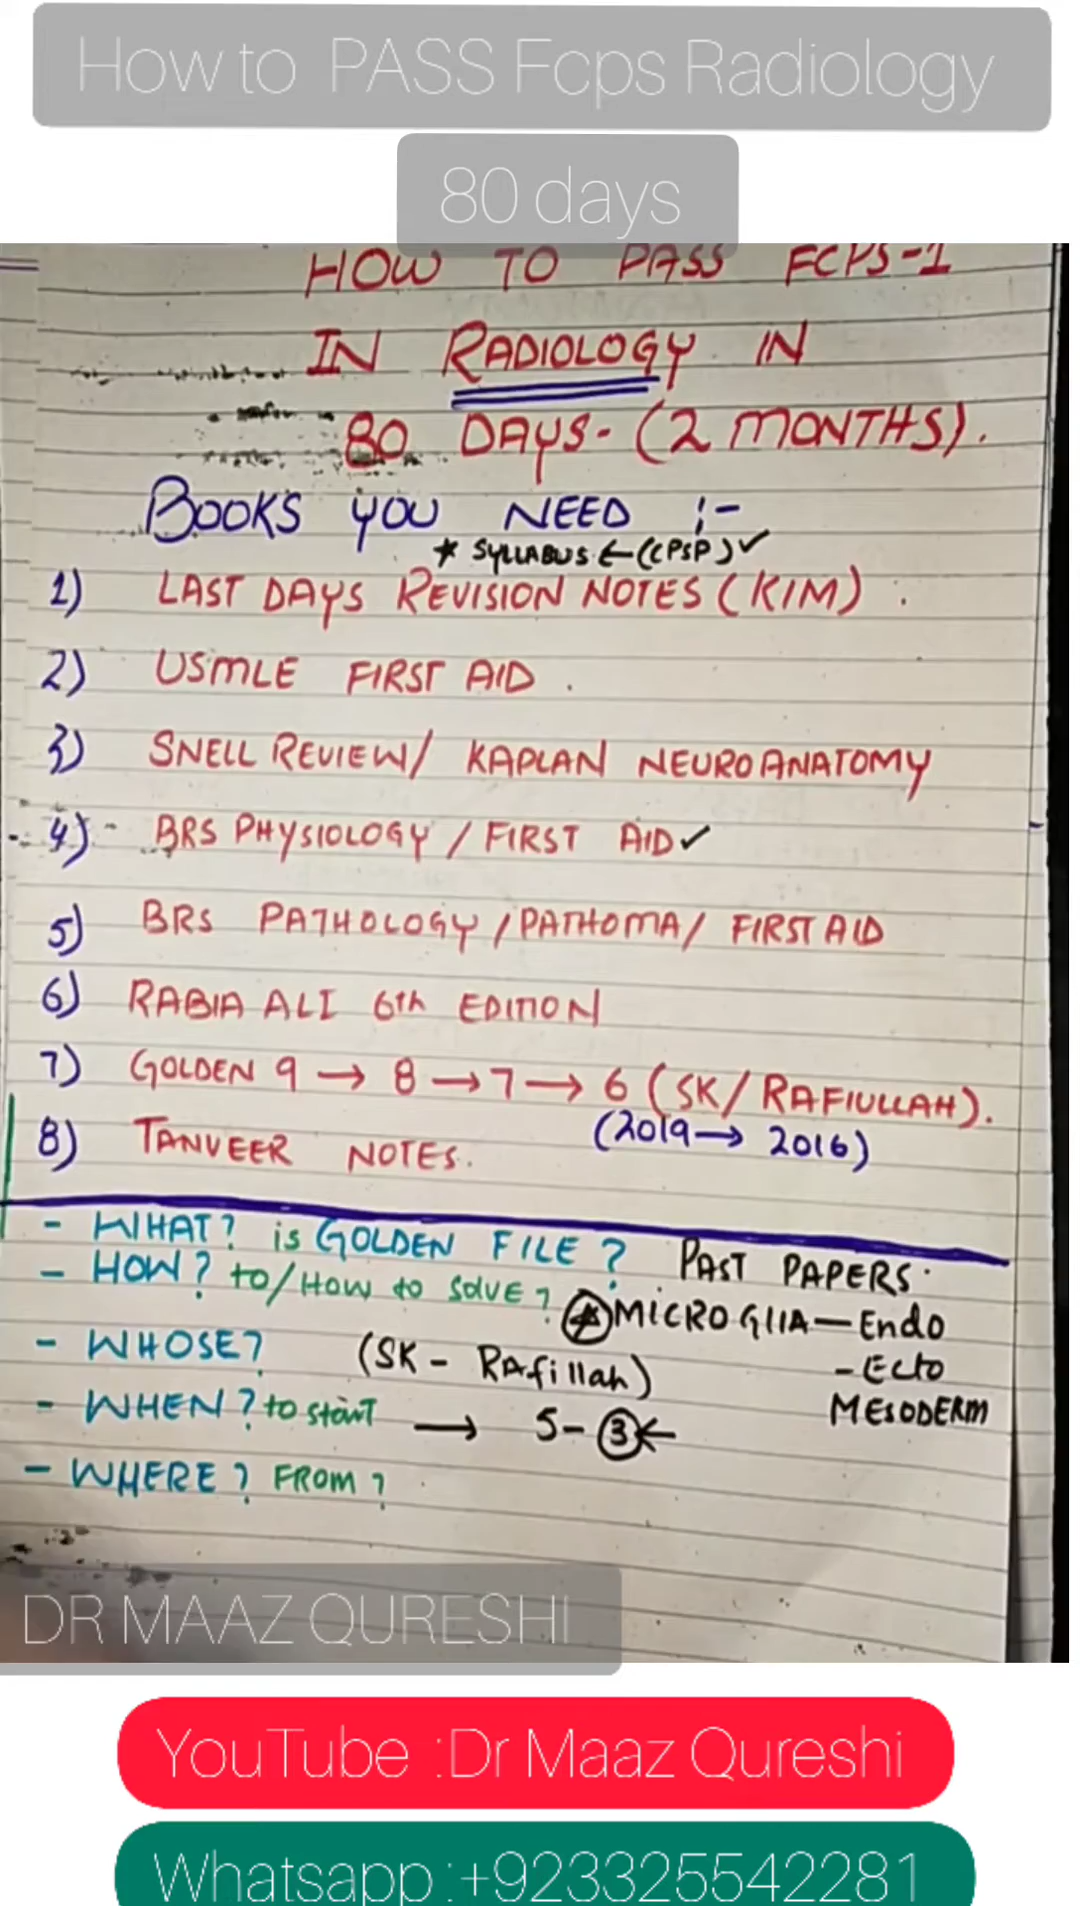 How to PASS Fcps Radiology
80 days
HOW TO PASS FCPS-1
IN RADIOLOGY IN
80 DAYS- (2 MONTHS).
BOOKS YOU NEED :-
* SYLLABUS ← (CPSP) ✓
1) LAST DAYS REVISION NOTES (KIM) :
2) USMLE FIRST AID .
3) SNELL REVIEW/ KAPLAN NEUROANATOMY
4) BRS PHYSIOLOGY / FIRST AID ✓
5) BRS PATHOLOGY / PATHOMA / FIRST AID
6) RABIA ALI 6th EDITION
7) GOLDEN 9 → 8 → 7 → 6 (SK/ RAFIULLAH).
(2019 → 2016)
8) TANVEER NOTES.
- WHAT? is GOLDEN FILE? PAST PAPERS.
- HOW? to/HOW to SOLVE?
* MICROGLIA — Endo
- WHOSE? (SK - RAfillah) - Ecto
- WHEN? to start → 5 - 3 ← MESODERM
- WHERE? FROM?
DR MAAZ QURESHI
YouTube :Dr Maaz Qureshi
Whatsapp :+923325542281